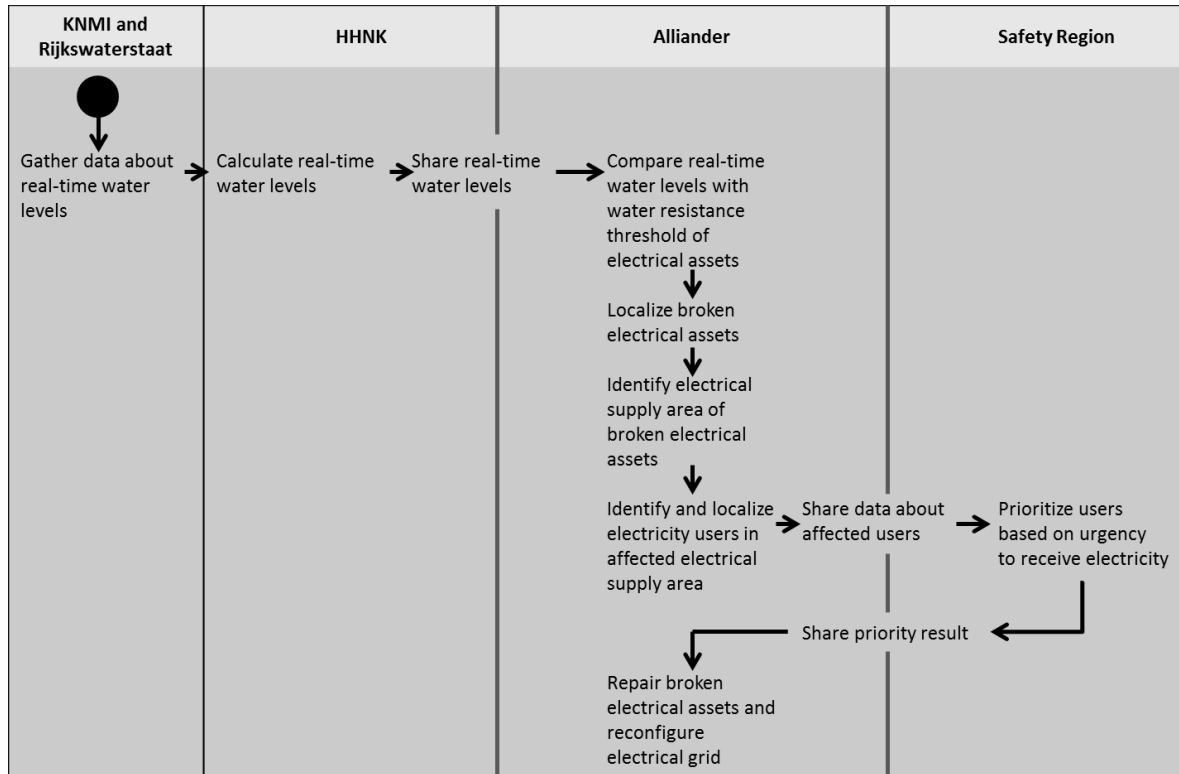 KNMI and
Rijkswaterstaat
HHNK
Alliander
Safety Region
Gather data about
real-time water
levels
Calculate real-time
water levels
Share real-time
water levels
Compare real-time
water levels with
water resistance
threshold of
electrical assets
Localize broken
electrical assets
Identify electrical
supply area of
broken electrical
assets
Identify and localize
electricity users in
affected electrical
supply area
Share data about
affected users
Prioritize users
based on urgency
to receive electricity
Share priority result
Repair broken
electrical assets and
reconfigure
electrical grid